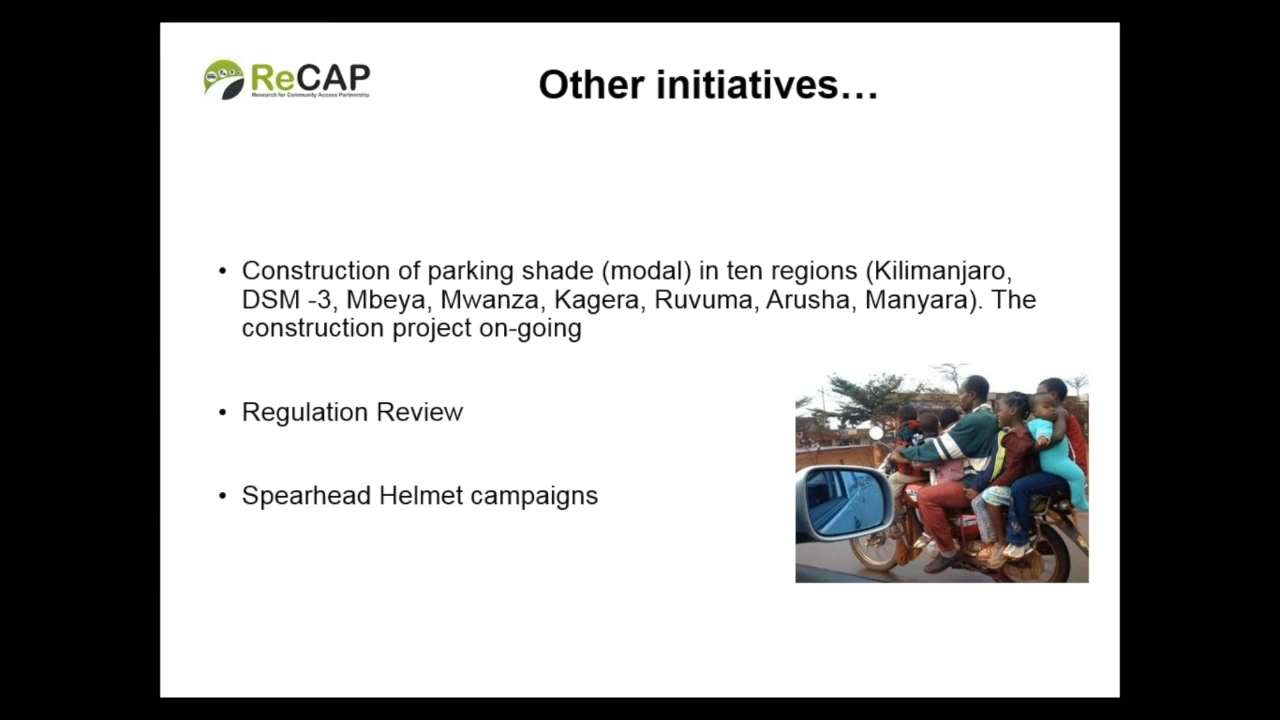 ReCAP
Research for Community Access Partnership
Other initiatives…
• Construction of parking shade (modal) in ten regions (Kilimanjaro,
DSM -3, Mbeya, Mwanza, Kagera, Ruvuma, Arusha, Manyara). The
construction project on-going
• Regulation Review
• Spearhead Helmet campaigns